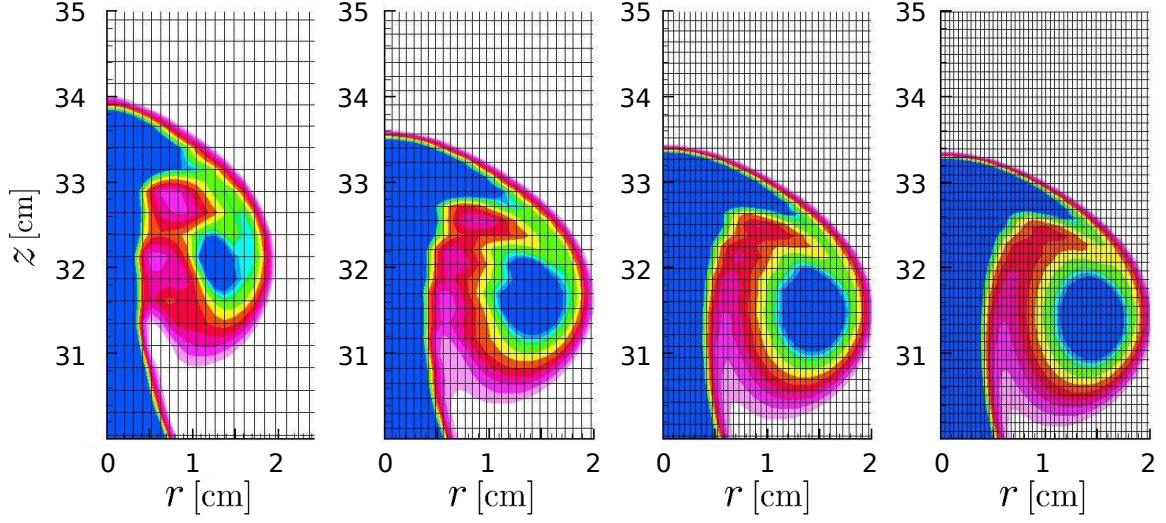 35 35 35 35
34 34 34 34
33 33 33 33
z [cm] 32 32 32 32
31 31 31 31
0 1 2 0 1 2 0 1 2 0 1 2
r [cm] r [cm] r [cm] r [cm]